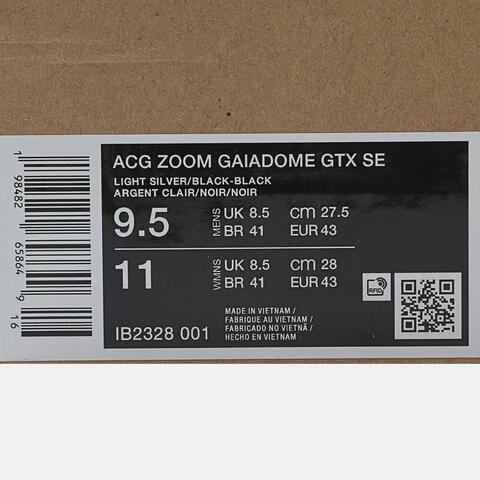 ACG ZOOM GAIADOME GTX SE
LIGHT SILVER/BLACK-BLACK
ARGENT CLAIR/NOIR/NOIR
9.5 MENS UK 8.5 cm 27.5
BR 41 EUR 43
11 WMNS UK 8.5 cm 28
BR 41 EUR 43
RFID
MADE IN VIETNAM /
FABRIQUE AU VIETNAM /
FABRICADO NO VIETNÃ /
HECHO EN VIETNAM
IB2328 001
1 98482 65864 9 16